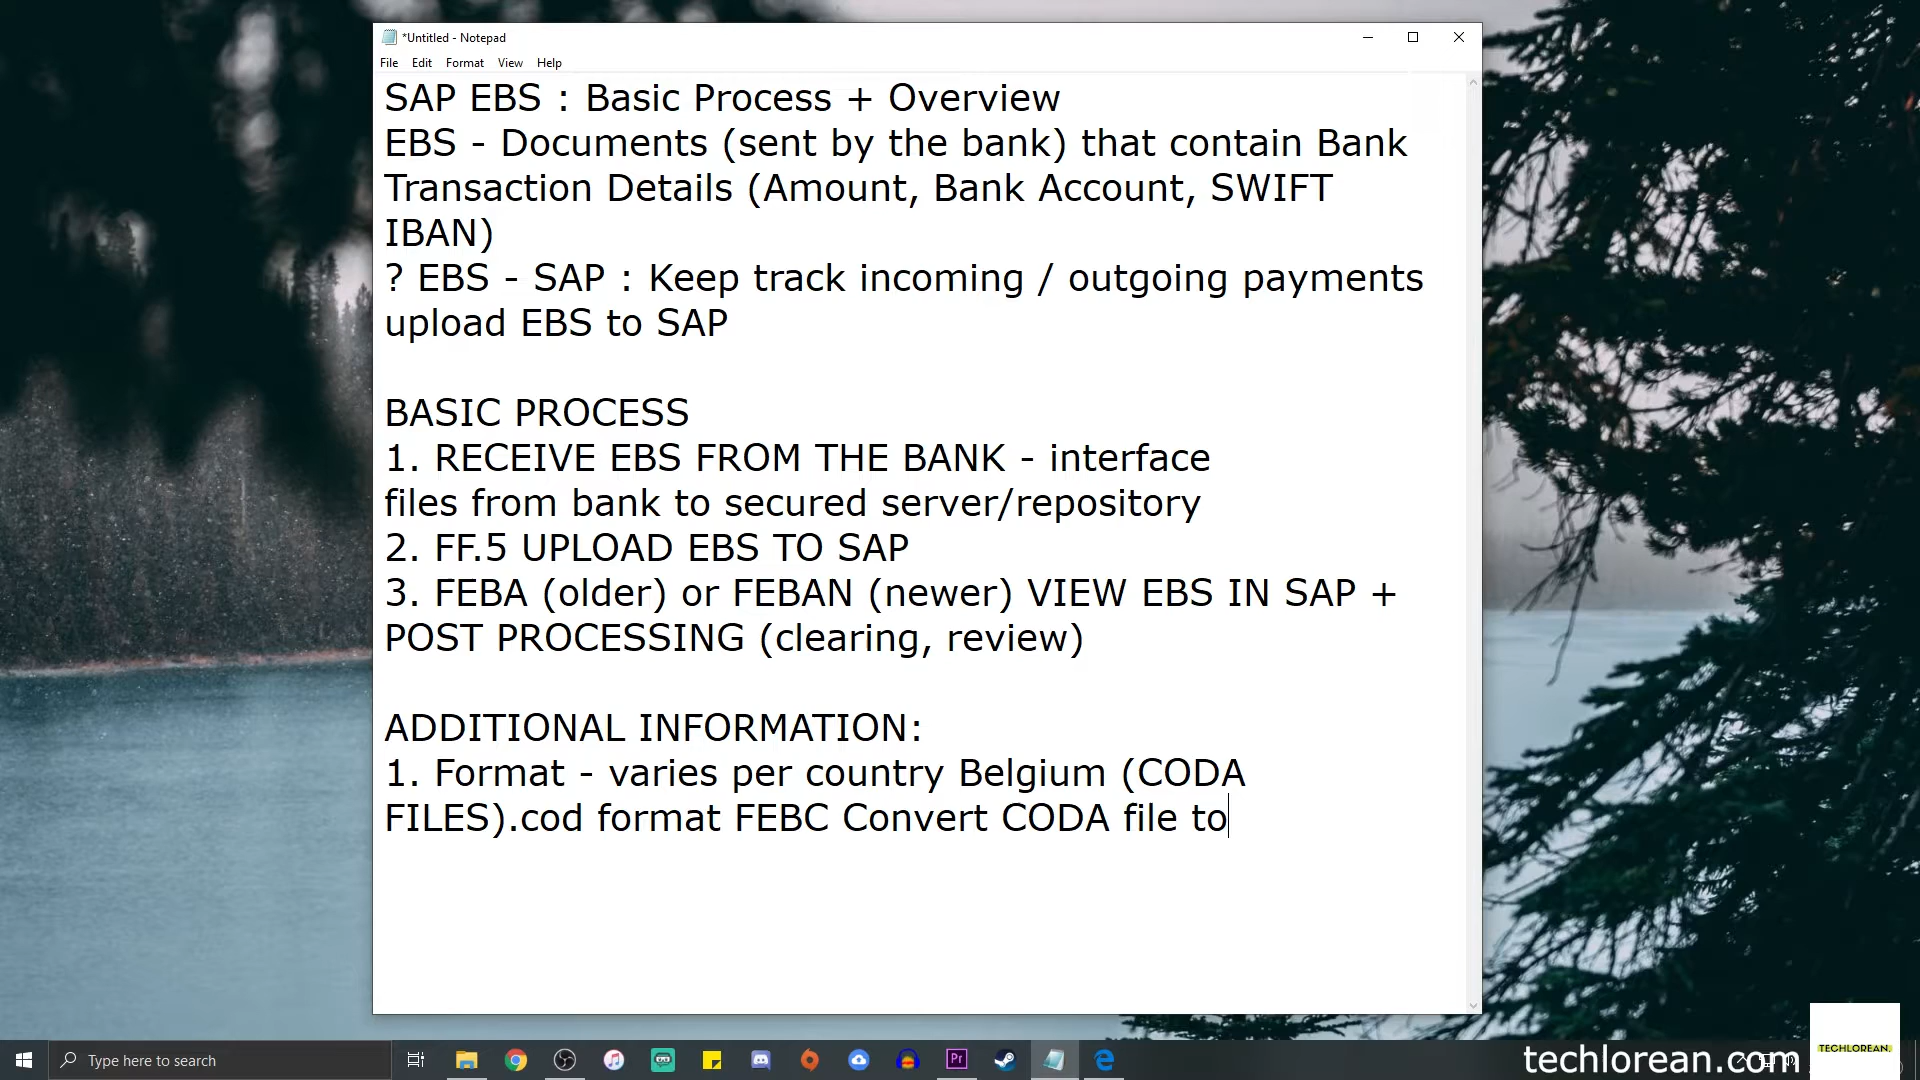 *Untitled - Notepad
File Edit Format View Help
SAP EBS : Basic Process + Overview
EBS - Documents (sent by the bank) that contain Bank
Transaction Details (Amount, Bank Account, SWIFT
IBAN)
? EBS - SAP : Keep track incoming / outgoing payments
upload EBS to SAP
BASIC PROCESS
1. RECEIVE EBS FROM THE BANK - interface
files from bank to secured server/repository
2. FF.5 UPLOAD EBS TO SAP
3. FEBA (older) or FEBAN (newer) VIEW EBS IN SAP +
POST PROCESSING (clearing, review)
ADDITIONAL INFORMATION:
1. Format - varies per country Belgium (CODA
FILES).cod format FEBC Convert CODA file to
Type here to search
Pr
techlorean.com
TECHLOREAN.